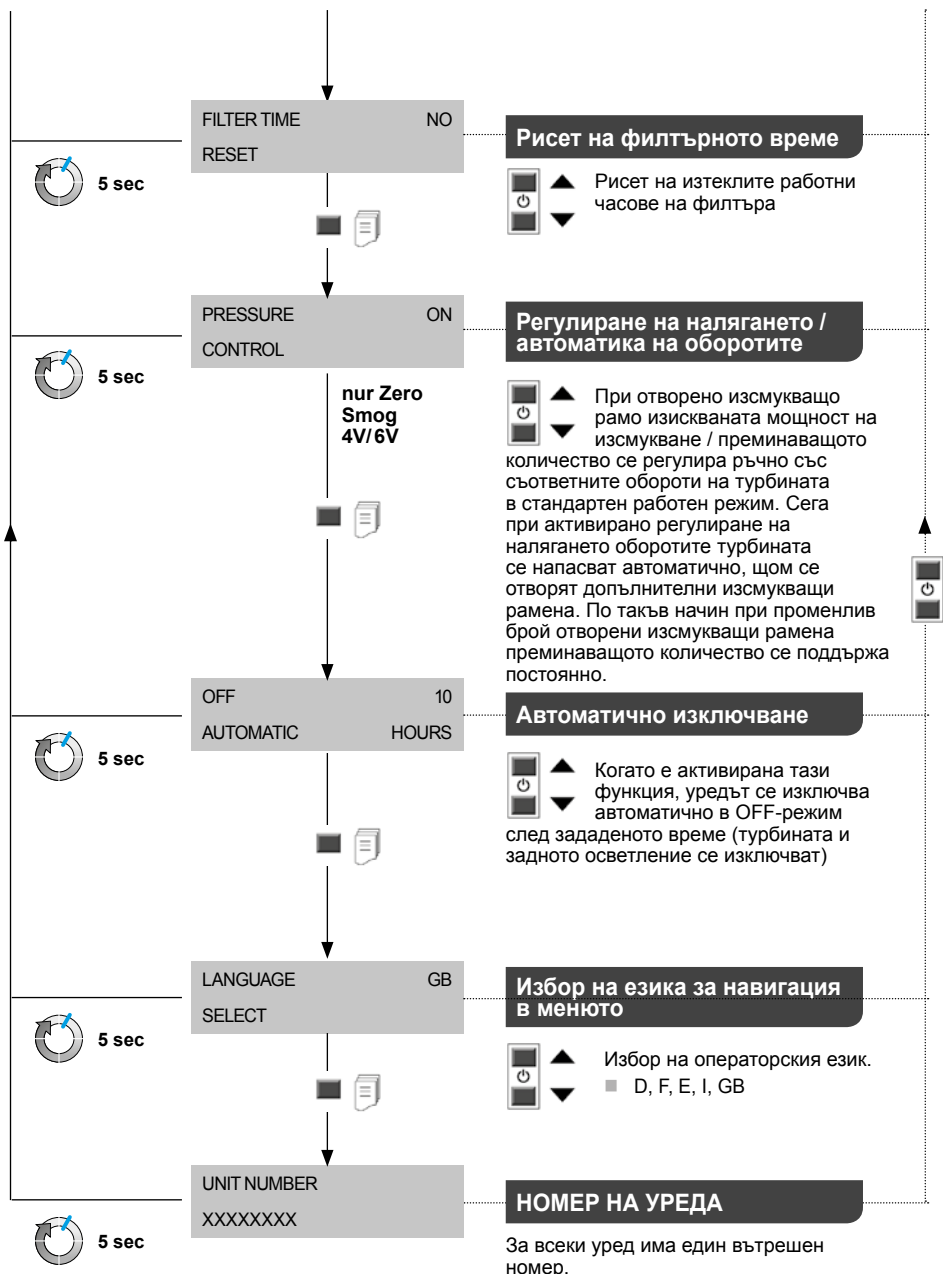 FILTER TIME NO
RESET
5 sec
Рисет на филтърното време
Рисет на изтеклите работни
часове на филтъра
PRESSURE ON
CONTROL
5 sec
nur Zero
Smog
4V/ 6V
Регулиране на налягането /
автоматика на оборотите
При отворено изсмукващо
рамо изискваната мощност на
изсмукване / преминаващото
количество се регулира ръчно със
съответните обороти на турбината
в стандартен работен режим. Сега
при активирано регулиране на
налягането оборотите турбината
се напасват автоматично, щом се
отворят допълнителни изсмукващи
рамена. По такъв начин при променлив
брой отворени изсмукващи рамена
преминаващото количество се поддържа
постоянно.
OFF 10
AUTOMATIC HOURS
5 sec
Автоматично изключване
Когато е активирана тази
функция, уредът се изключва
автоматично в OFF-режим
след зададеното време (турбината и
задното осветление се изключват)
LANGUAGE GB
SELECT
5 sec
Избор на езика за навигация
в менюто
Избор на операторския език.
D, F, E, I, GB
UNIT NUMBER
XXXXXXXX
5 sec
НОМЕР НА УРЕДА
За всеки уред има един вътрешен
номер.